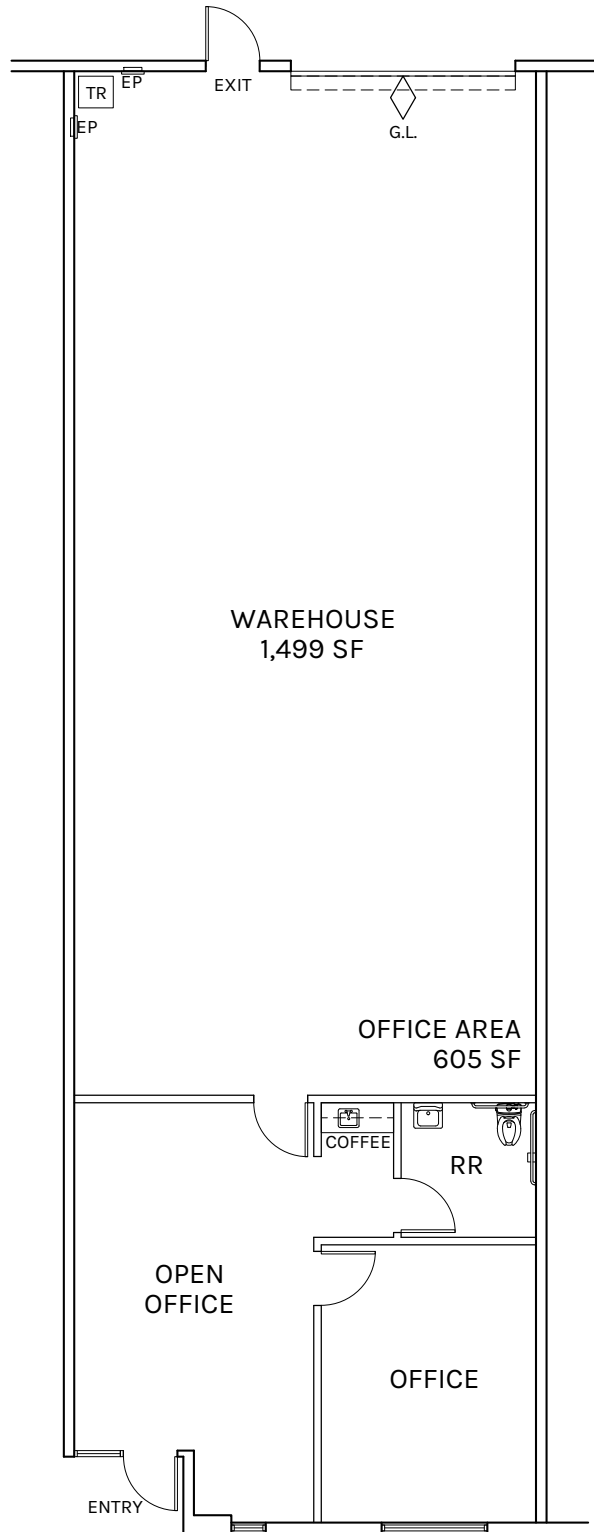 EP
TR
EXIT
EP
G.L.
WAREHOUSE
1,499 SF
OFFICE AREA
605 SF
COFFEE
RR
OPEN
OFFICE
OFFICE
ENTRY